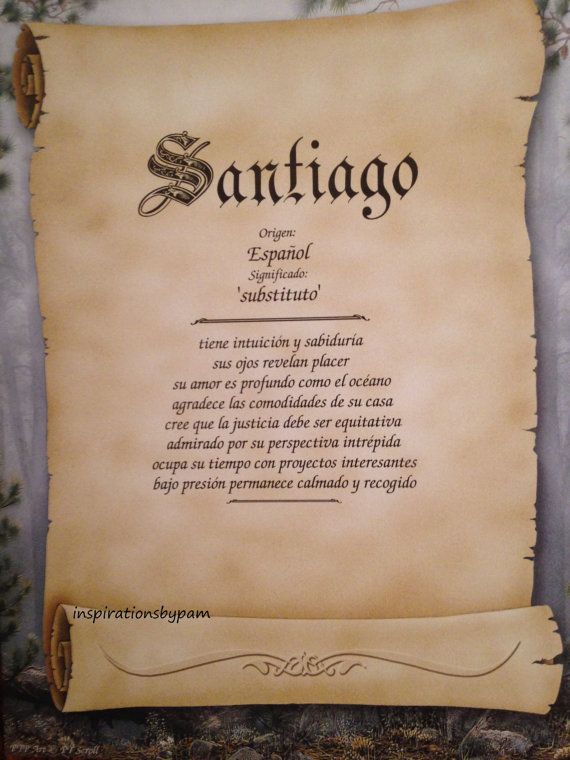 Santiago
Origen:
Español
Significado:
'substituto'
tiene intuición y sabiduría
sus ojos revelan placer
su amor es profundo como el océano
agradece las comodidades de su casa
cree que la justicia debe ser equitativa
admirado por su perspectiva intrépida
ocupa su tiempo con proyectos interesantes
bajo presión permanece calmado y recogido
inspirationsbypam